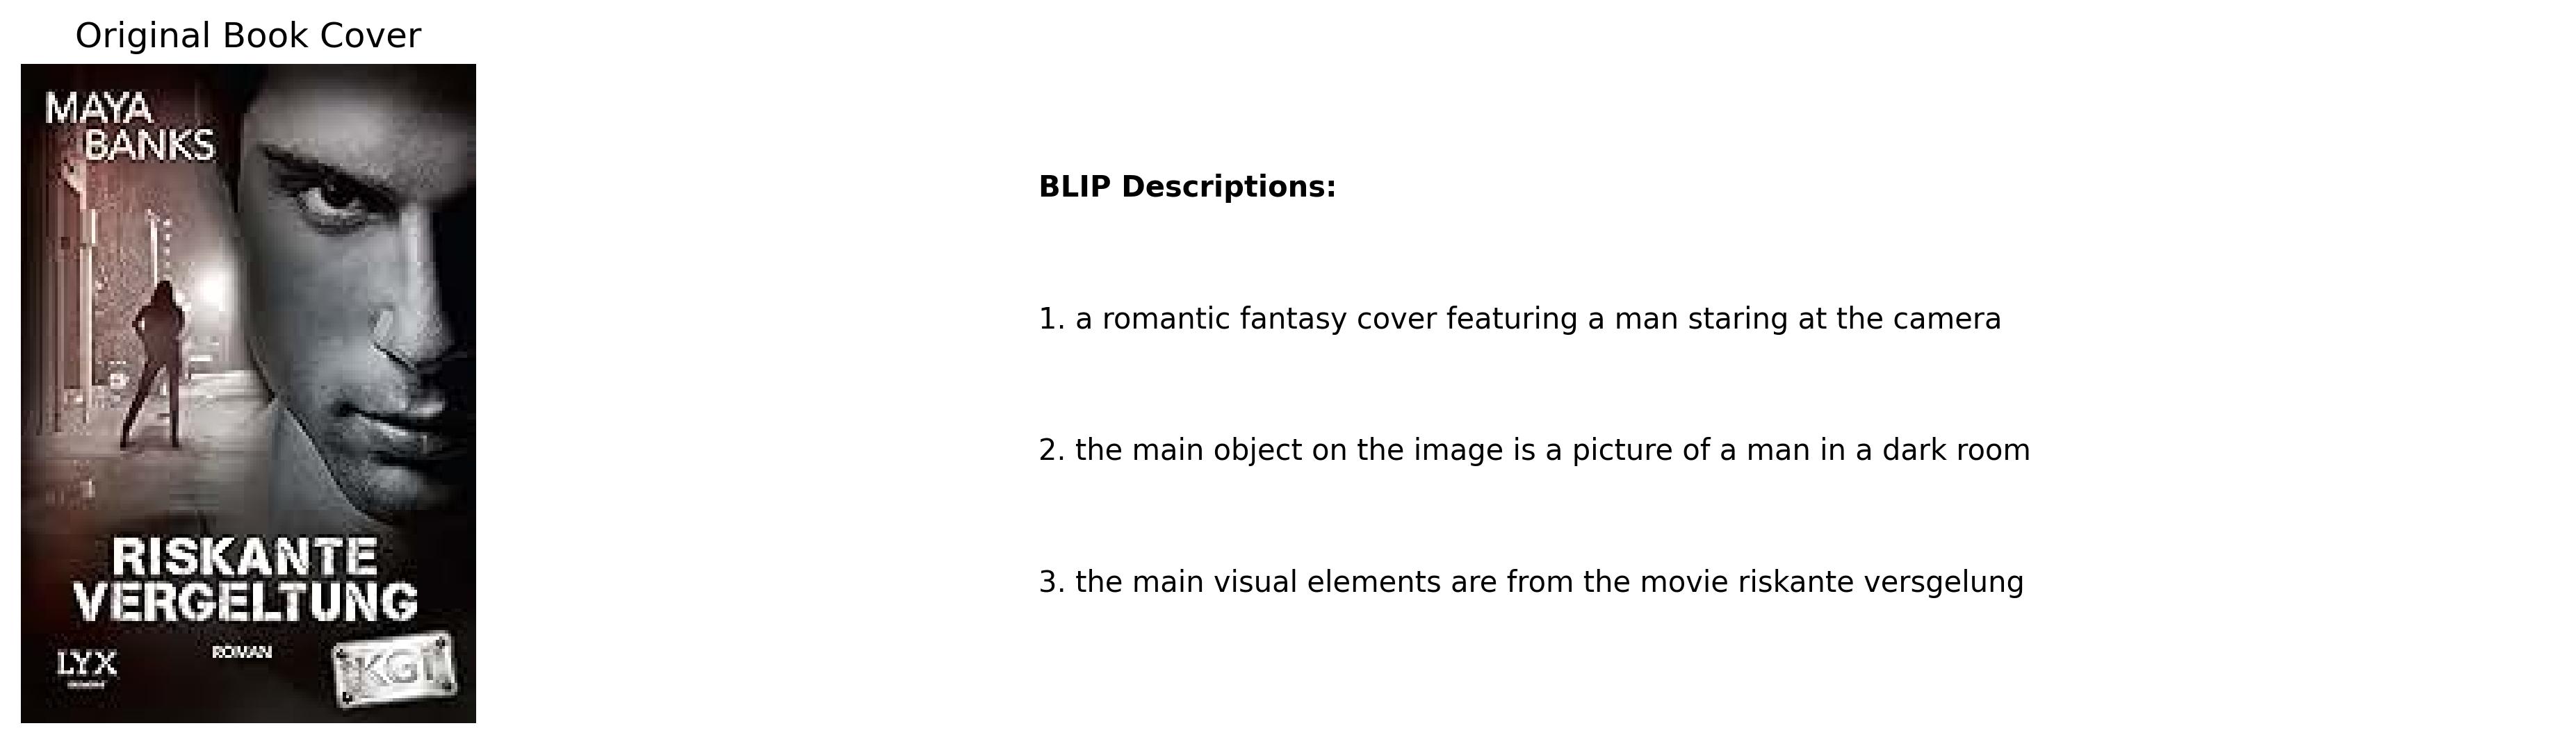 Original Book Cover
MAYA
BANKS
RISKANTE
VERGELTUNG
ROMAN
LYX
KGI
BLIP Descriptions:
1. a romantic fantasy cover featuring a man staring at the camera
2. the main object on the image is a picture of a man in a dark room
3. the main visual elements are from the movie riskante versgelung